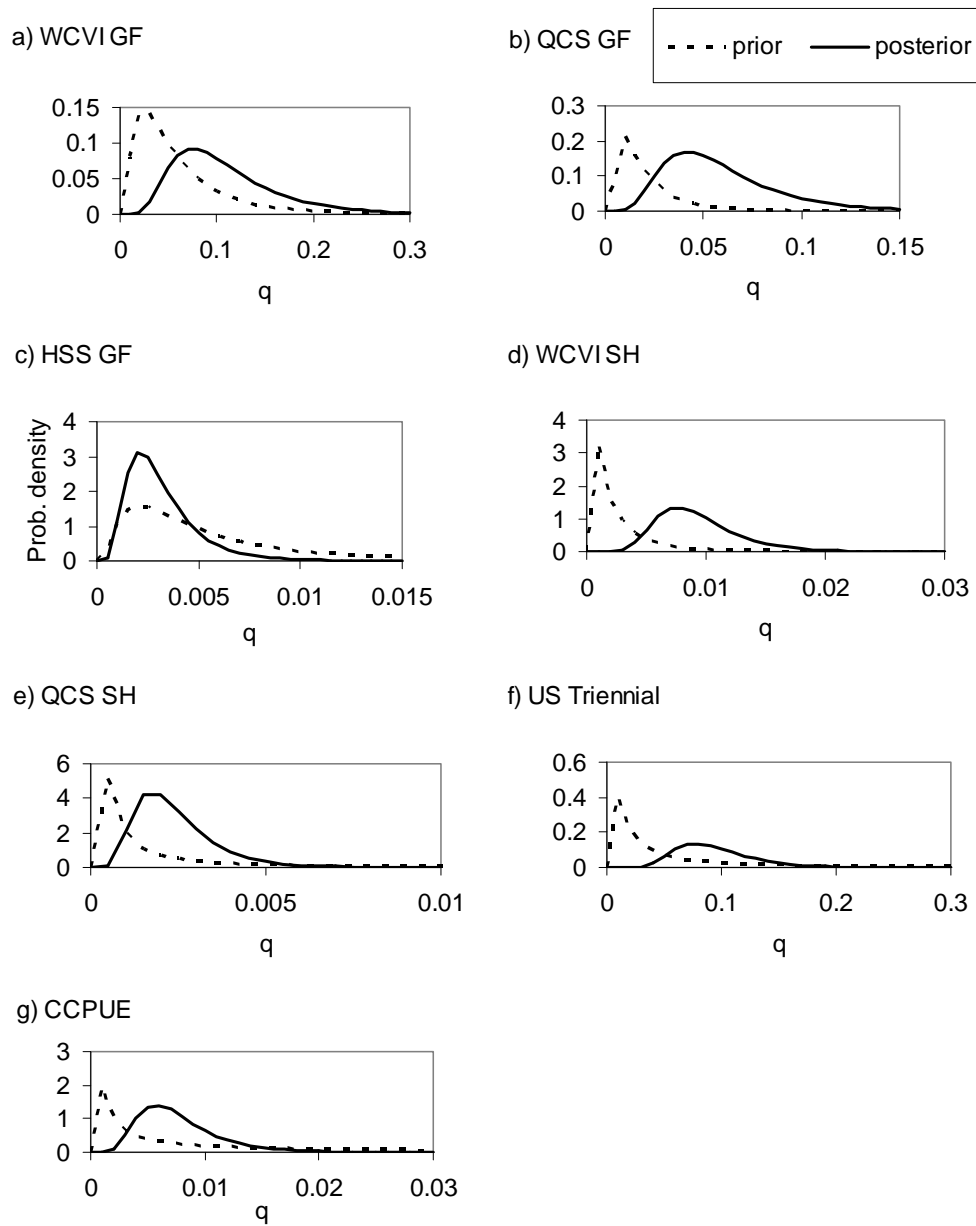 a) WCVI GF
b) QCS GF
prior posterior
0.15
0.1
0.05
0
0 0.1 0.2 0.3
q
0.3
0.2
0.1
0
0 0.05 0.1 0.15
q
c) HSS GF
Prob. density
4
3
2
1
0
0 0.005 0.01 0.015
q
d) WCVI SH
4
3
2
1
0
0 0.01 0.02 0.03
q
e) QCS SH
6
4
2
0
0 0.005 0.01
q
f) US Triennial
0.6
0.4
0.2
0
0 0.1 0.2 0.3
q
g) CCPUE
3
2
1
0
0 0.01 0.02 0.03
q